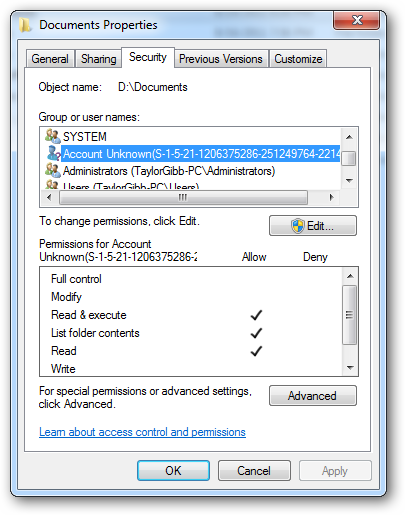 Documents Properties
General Sharing Security Previous Versions Customize
Object name: D:\Documents
Group or user names:
SYSTEM
Account Unknown(S-1-5-21-1206375286-251249764-2214
Administrators (TaylorGibb-PC\Administrators)
Users (TaylorGibb-PC\Users)
To change permissions, click Edit.
Edit...
Permissions for Account
Unknown(S-1-5-21-1206375286-2 Allow Deny
Full control
Modify
Read & execute
List folder contents
Read
Write
For special permissions or advanced settings,
click Advanced.
Advanced
Learn about access control and permissions
OK Cancel Apply